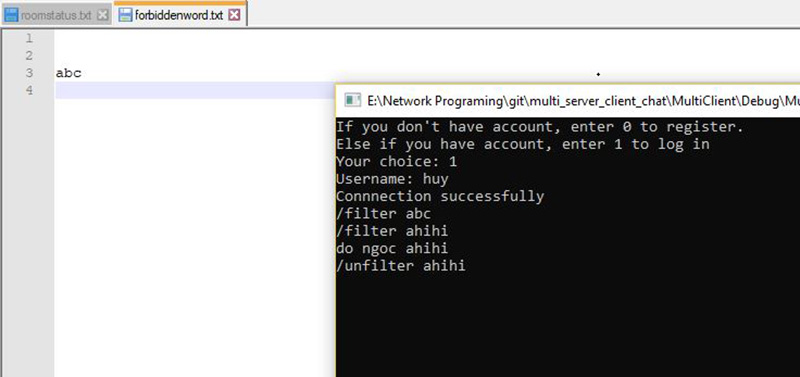 roomstatus.txt
forbiddenword.txt
1
2
3 abc
4
E:\Network Programing\git\multi_server_client_chat\MultiClient\Debug\Mu
If you don't have account, enter 0 to register.
Else if you have account, enter 1 to log in
Your choice: 1
Username: huy
Connnection successfully
/filter abc
/filter ahihi
do ngoc ahihi
/unfilter ahihi